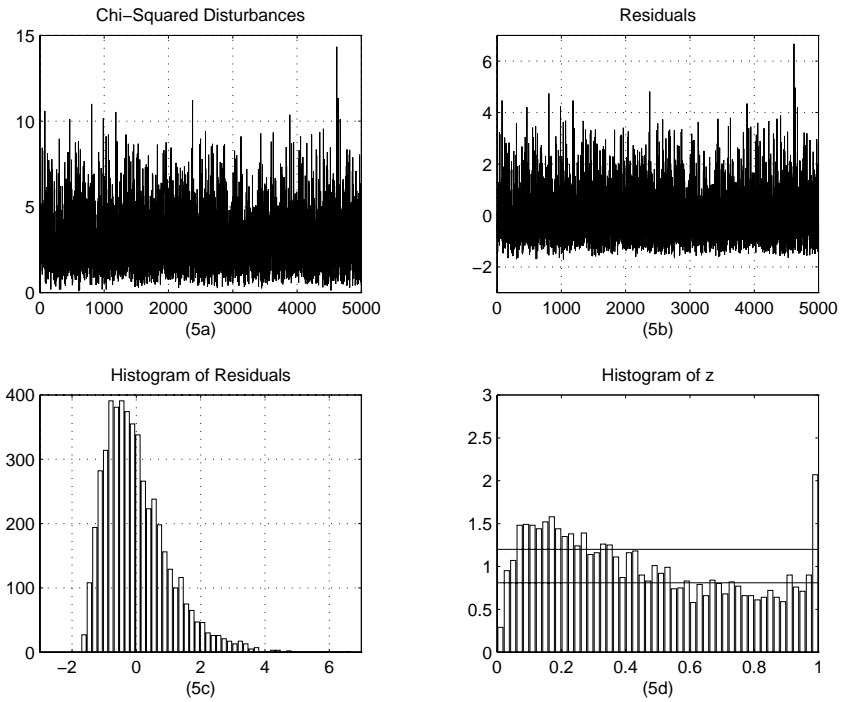 Chi−Squared Disturbances
15
10
5
0
0 1000 2000 3000 4000 5000
(5a)
Residuals
6
4
2
0
−2
0 1000 2000 3000 4000 5000
(5b)
Histogram of Residuals
400
300
200
100
0
−2 0 2 4 6
(5c)
Histogram of z
3
2.5
2
1.5
1
0.5
0
0 0.2 0.4 0.6 0.8 1
(5d)